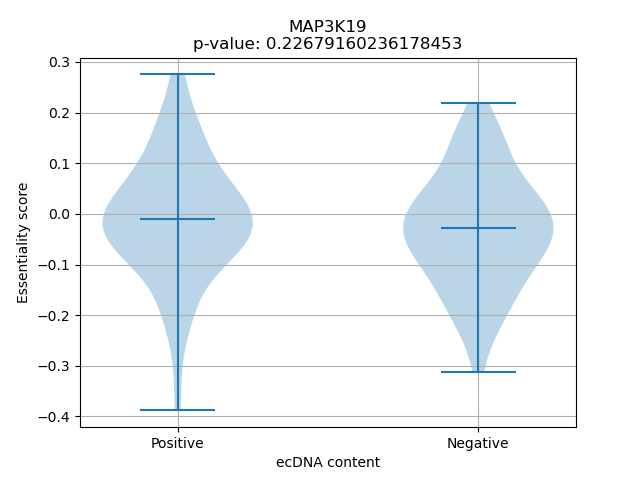 MAP3K19
p-value: 0.22679160236178453
0.3
0.2
0.1
0.0
−0.1
−0.2
−0.3
−0.4
Essentiality score
Positive
Negative
ecDNA content